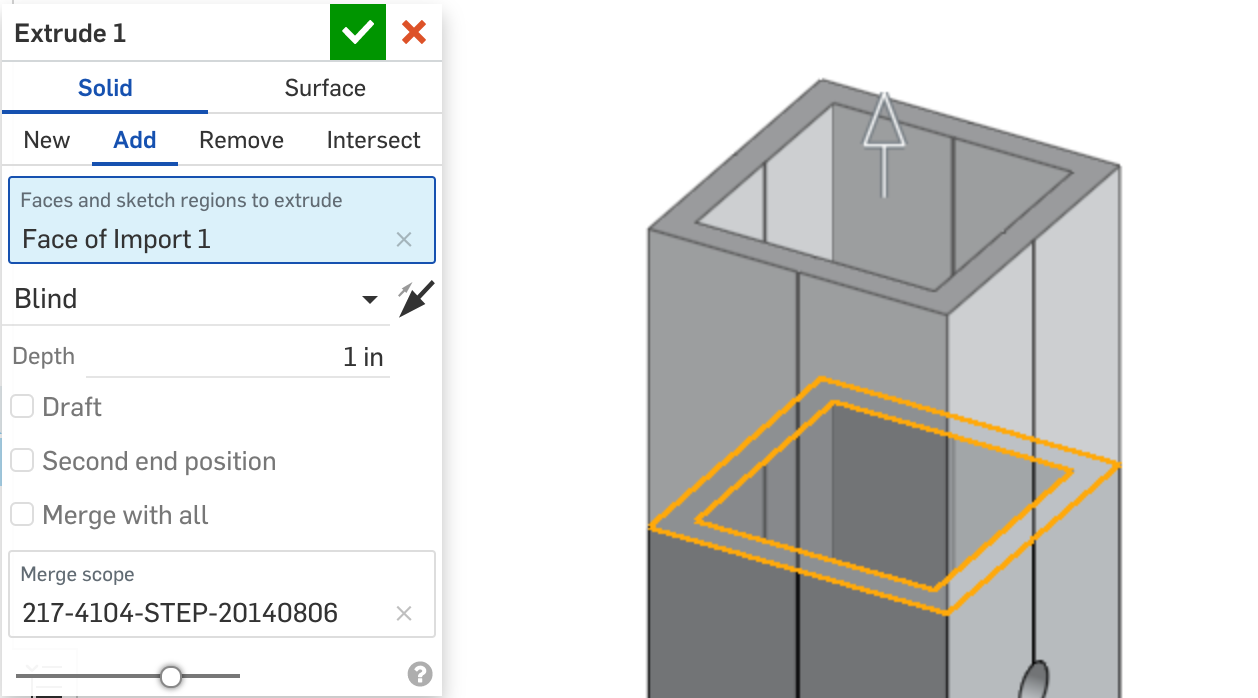 Extrude 1
Solid Surface
New Add Remove Intersect
Faces and sketch regions to extrude
Face of Import 1
Blind
Depth 1 in
Draft
Second end position
Merge with all
Merge scope
217-4104-STEP-20140806
?